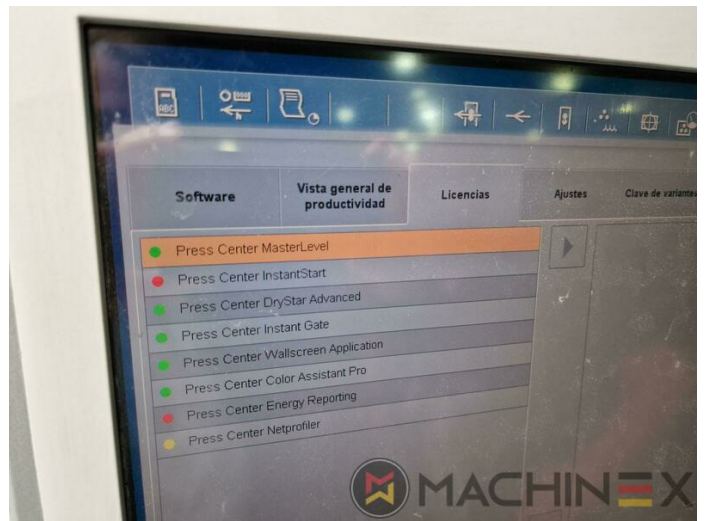 ABC
Software
Vista general de
productividad
Licencias
Ajustes
Clave de variantes
Press Center MasterLevel
Press Center InstantStart
Press Center DryStar Advanced
Press Center Instant Gate
Press Center Wallscreen Application
Press Center Color Assistant Pro
Press Center Energy Reporting
Press Center Netprofiler
MACHINEX